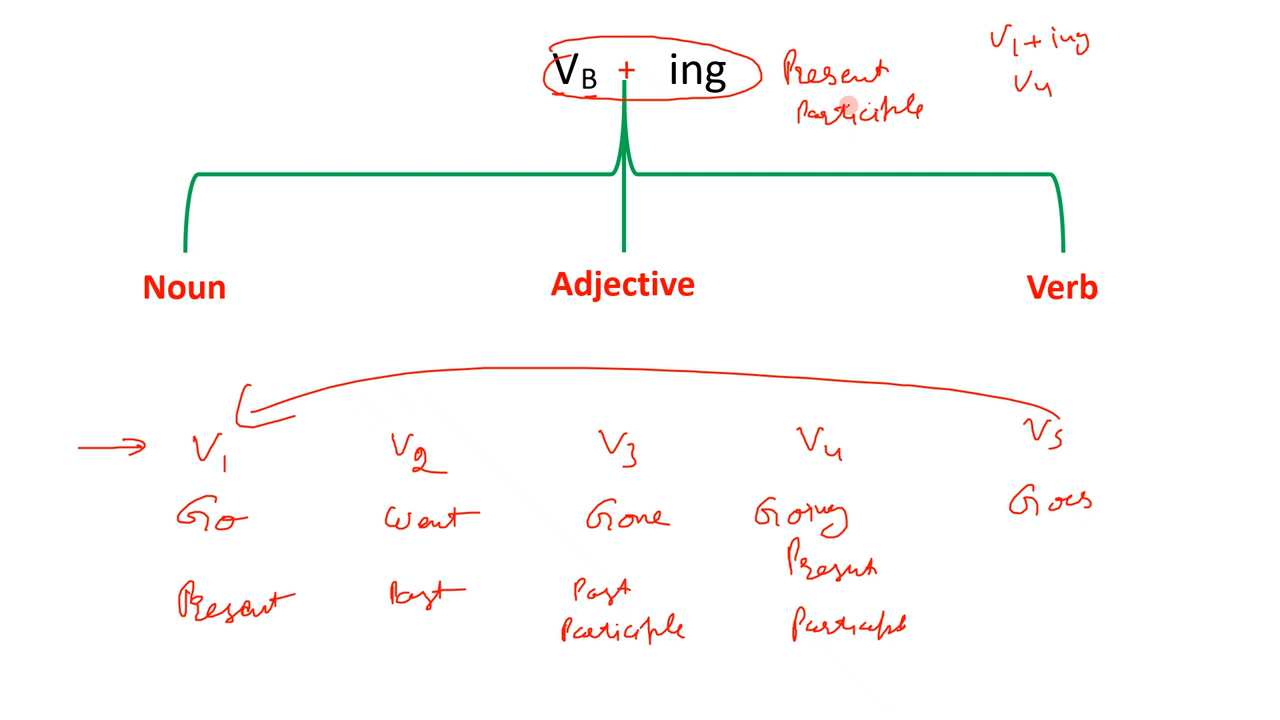 V1 + ing
VB + ing
Present
V4
Participle
Noun
Adjective
Verb
V1 V2 V3 V4 V5
Go Went Gone Going Goes
Present Past Past Present
Participle Participle